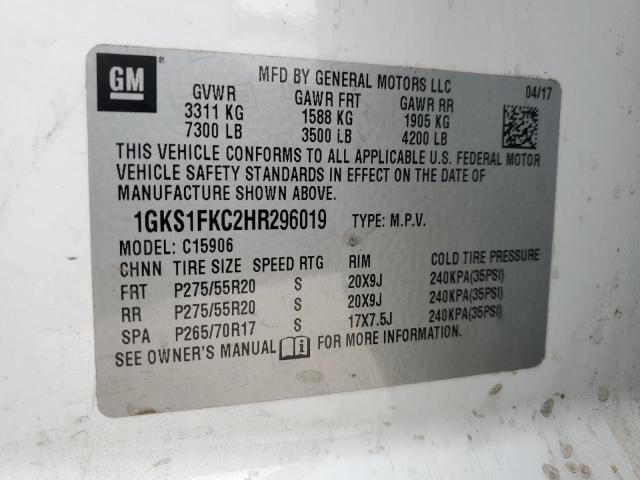 GM
®
MFD BY GENERAL MOTORS LLC
04/17
GVWR GAWR FRT GAWR RR
3311 KG 1588 KG 1905 KG
7300 LB 3500 LB 4200 LB
THIS VEHICLE CONFORMS TO ALL APPLICABLE U.S. FEDERAL MOTOR
VEHICLE SAFETY STANDARDS IN EFFECT ON THE DATE OF
MANUFACTURE SHOWN ABOVE.
1GKS1FKC2HR296019 TYPE: M.P.V.
MODEL: C15906
CHNN TIRE SIZE SPEED RTG RIM COLD TIRE PRESSURE
FRT P275/55R20 S 20X9J 240KPA(35PSI)
RR P275/55R20 S 20X9J 240KPA(35PSI)
SPA P265/70R17 S 17X7.5J 240KPA(35PSI)
SEE OWNER'S MANUAL FOR MORE INFORMATION.